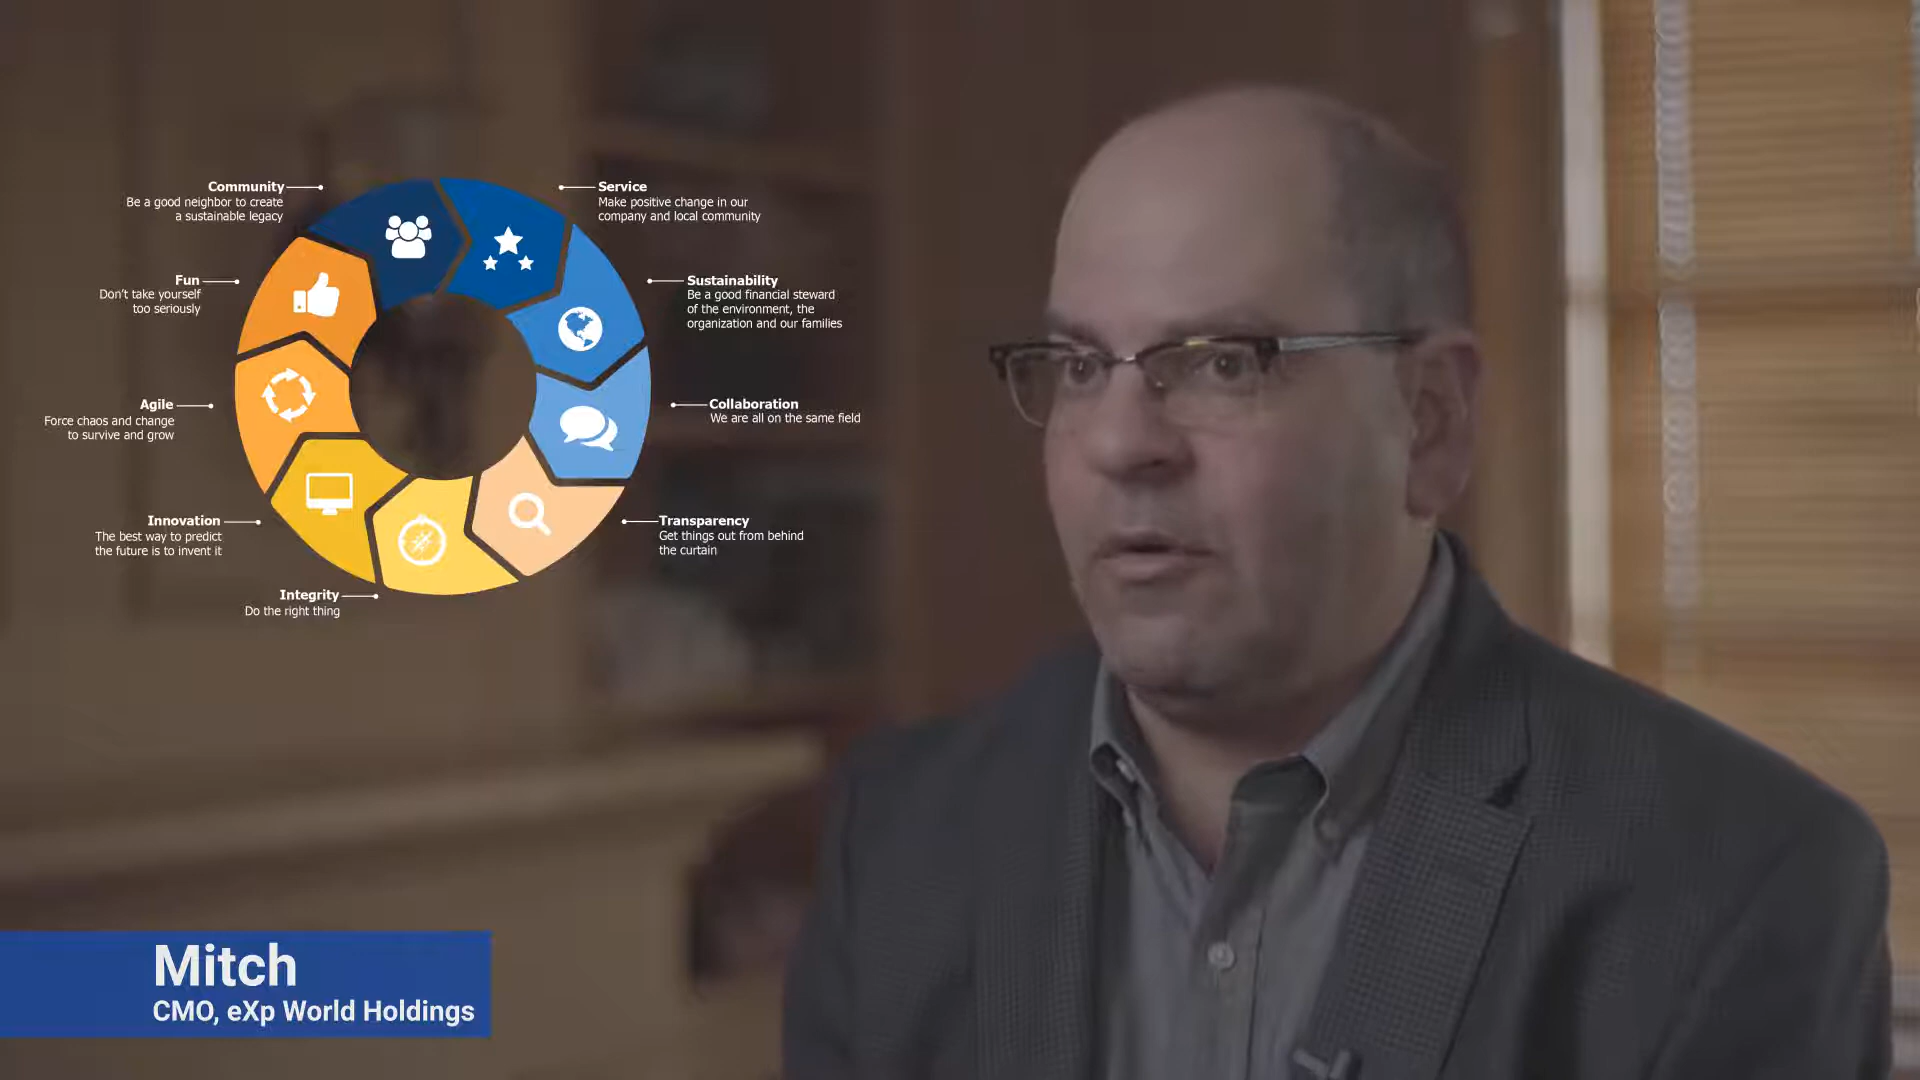 Community
Be a good neighbor to create
a sustainable legacy
Service
Make positive change in our
company and local community
Fun
Don't take yourself
too seriously
Sustainability
Be a good financial steward
of the environment, the
organization and our families
Agile
Force chaos and change
to survive and grow
Collaboration
We are all on the same field
Innovation
The best way to predict
the future is to invent it
Transparency
Get things out from behind
the curtain
Integrity
Do the right thing
Mitch
CMO, eXp World Holdings